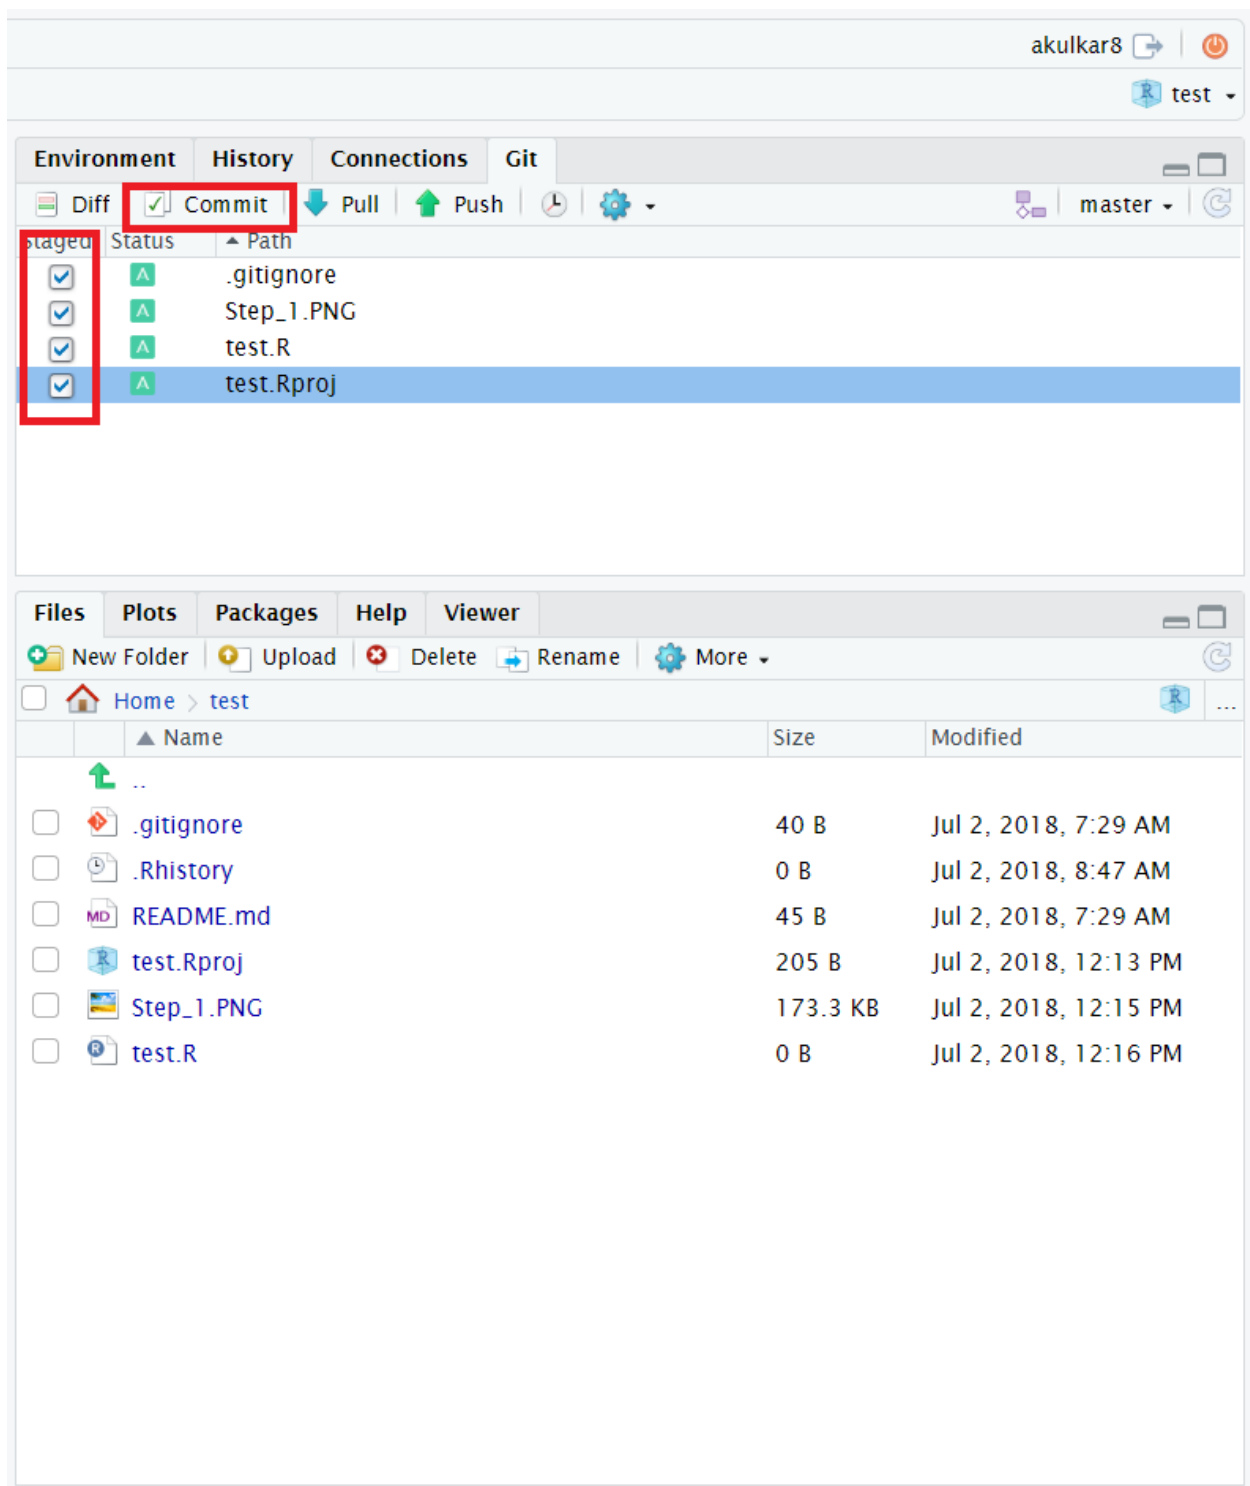 akulkar8
test
Environment History Connections Git
Diff Commit Pull Push master
Staged Status Path
A .gitignore
A Step_1.PNG
A test.R
A test.Rproj
Files Plots Packages Help Viewer
New Folder Upload Delete Rename More
Home > test R ...
Name Size Modified
..
.gitignore 40 B Jul 2, 2018, 7:29 AM
.Rhistory 0 B Jul 2, 2018, 8:47 AM
MD README.md 45 B Jul 2, 2018, 7:29 AM
R test.Rproj 205 B Jul 2, 2018, 12:13 PM
Step_1.PNG 173.3 KB Jul 2, 2018, 12:15 PM
R test.R 0 B Jul 2, 2018, 12:16 PM